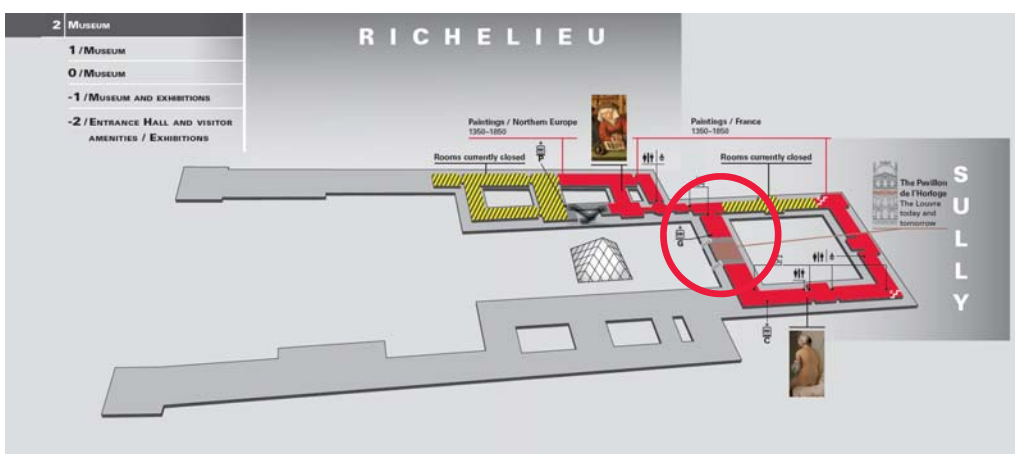 2 MUSEUM
1 / MUSEUM
0 / MUSEUM
-1 / MUSEUM AND EXHIBITIONS
-2 / ENTRANCE HALL AND VISITOR
AMENITIES / EXHIBITIONS
RICHELIEU
Paintings / Northern Europe
1350–1850
Paintings / France
1350–1850
Rooms currently closed
Rooms currently closed
The Pavillon
de l'Horloge
The Louvre
today and
tomorrow
SULLY
F
G
C